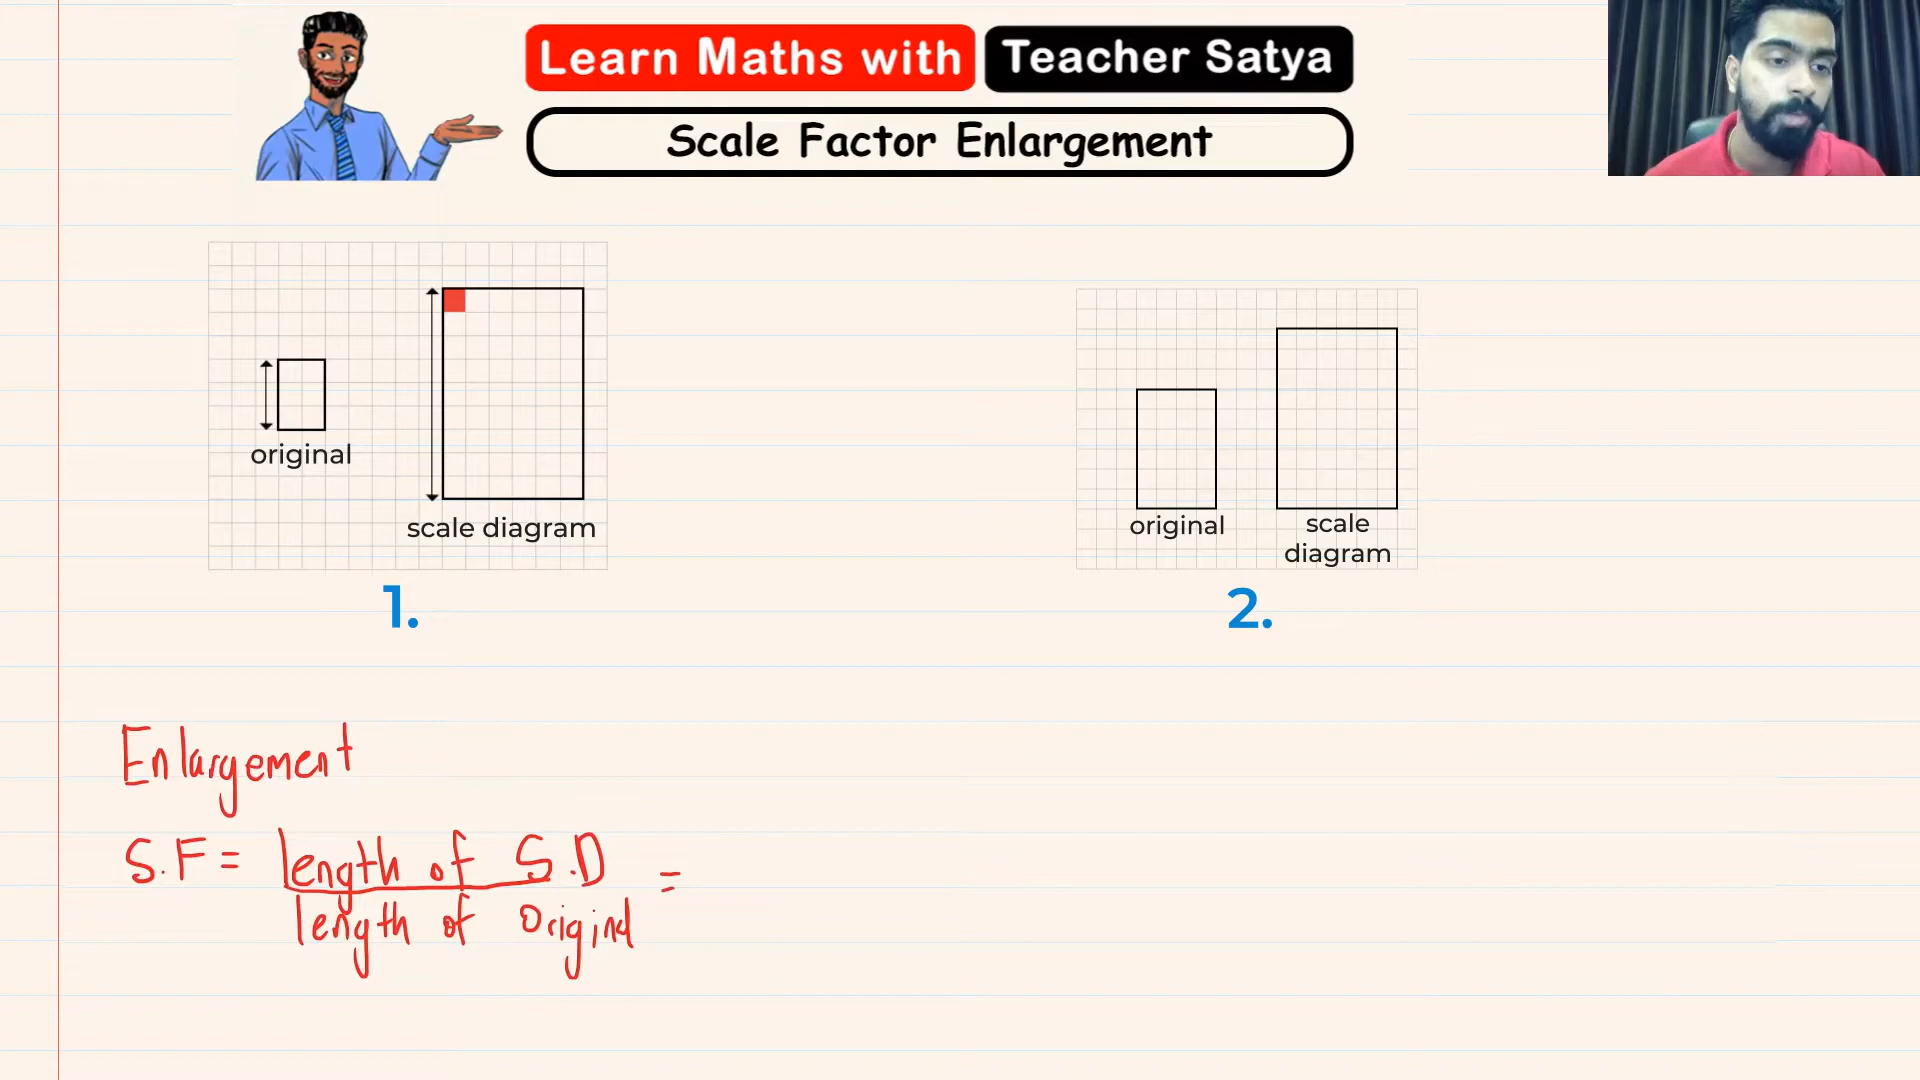 Learn Maths with Teacher Satya
Scale Factor Enlargement
original
scale diagram
1.
original
scale
diagram
2.
Enlargement
S.F = length of S.D =
length of Original